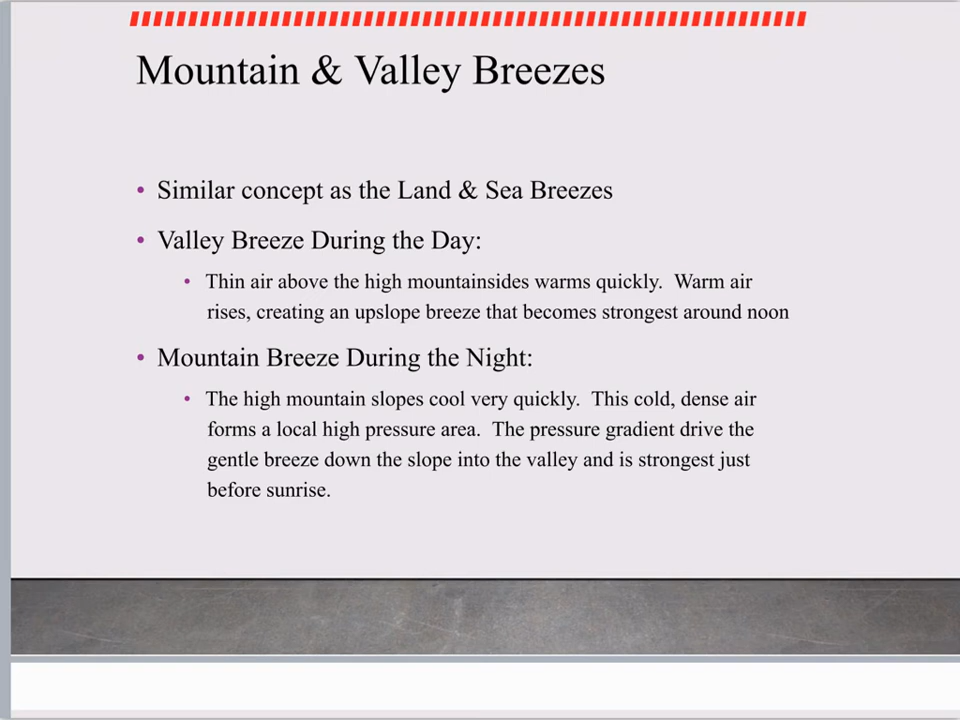 Mountain & Valley Breezes
• Similar concept as the Land & Sea Breezes
• Valley Breeze During the Day:
• Thin air above the high mountainsides warms quickly.  Warm air
rises, creating an upslope breeze that becomes strongest around noon
• Mountain Breeze During the Night:
• The high mountain slopes cool very quickly.  This cold, dense air
forms a local high pressure area.  The pressure gradient drive the
gentle breeze down the slope into the valley and is strongest just
before sunrise.